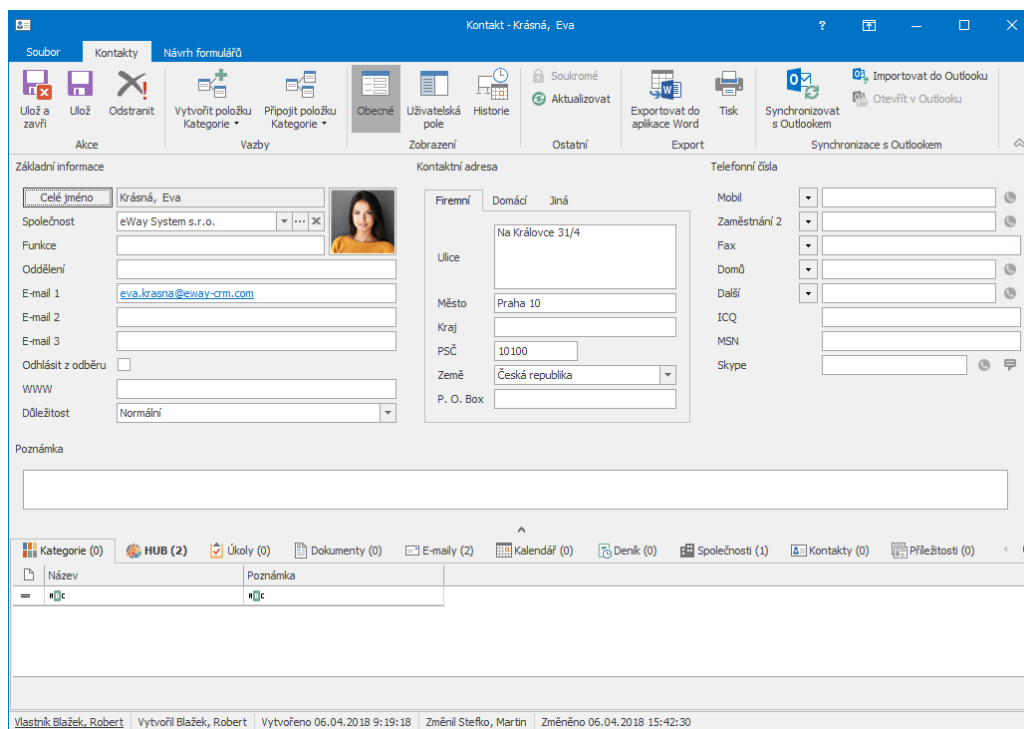 Kontakt - Krásná, Eva
Soubor Kontakty Návrh formulářů
Ulož a zavři
Ulož
Odstranit
Akce
Vytvořit položku Kategorie
Připojit položku Kategorie
Vazby
Obecné
Uživatelská pole
Historie
Zobrazení
Soukromé
Aktualizovat
Ostatní
Exportovat do aplikace Word
Tisk
Export
Synchronizovat s Outlookem
Importovat do Outlooku
Otevřít v Outlooku
Synchronizace s Outlookem
Základní informace
Celé jméno Krásná, Eva
Společnost eWay System s.r.o.
Funkce
Oddělení
E-mail 1 eva.krasna@eway-crm.com
E-mail 2
E-mail 3
Odhlásit z odběru
WWW
Důležitost Normální
Kontaktní adresa
Firemní Domácí Jiná
Ulice Na Královce 31/4
Město Praha 10
Kraj
PSČ 10100
Země Česká republika
P. O. Box
Telefonní čísla
Mobil
Zaměstnání 2
Fax
Domů
Další
ICQ
MSN
Skype
Poznámka
Kategorie (0) HUB (2) Úkoly (0) Dokumenty (0) E-maily (2) Kalendář (0) Deník (0) Společnosti (1) Kontakty (0) Příležitosti (0)
Název Poznámka
Vlastník Blažek, Robert Vytvořil Blažek, Robert Vytvořeno 06.04.2018 9:19:18 Změnil Stefko, Martin Změněno 06.04.2018 15:42:30